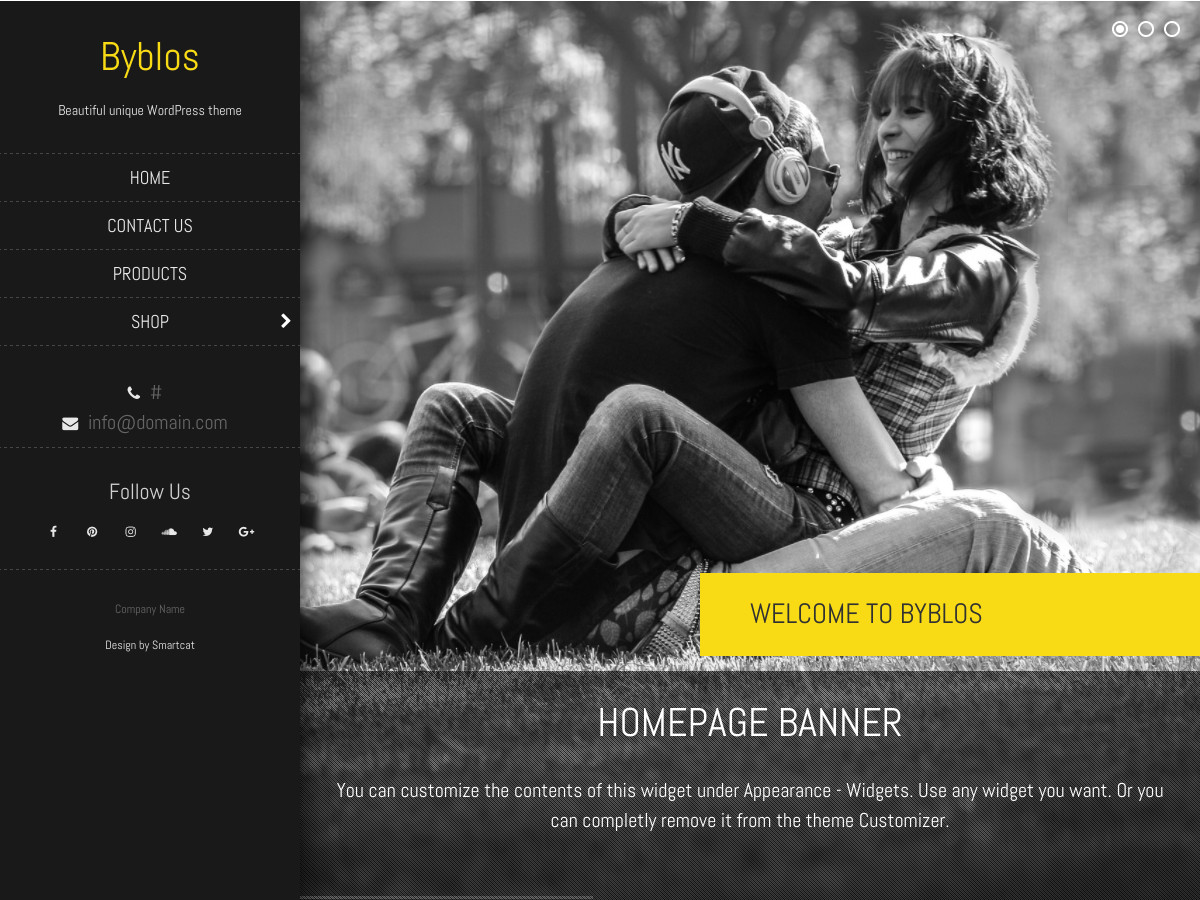 Byblos
Beautiful unique WordPress theme
HOME
CONTACT US
PRODUCTS
SHOP
#
info@domain.com
Follow Us
Company Name
Design by Smartcat
NY
WELCOME TO BYBLOS
HOMEPAGE BANNER
You can customize the contents of this widget under Appearance - Widgets. Use any widget you want. Or you
can completly remove it from the theme Customizer.